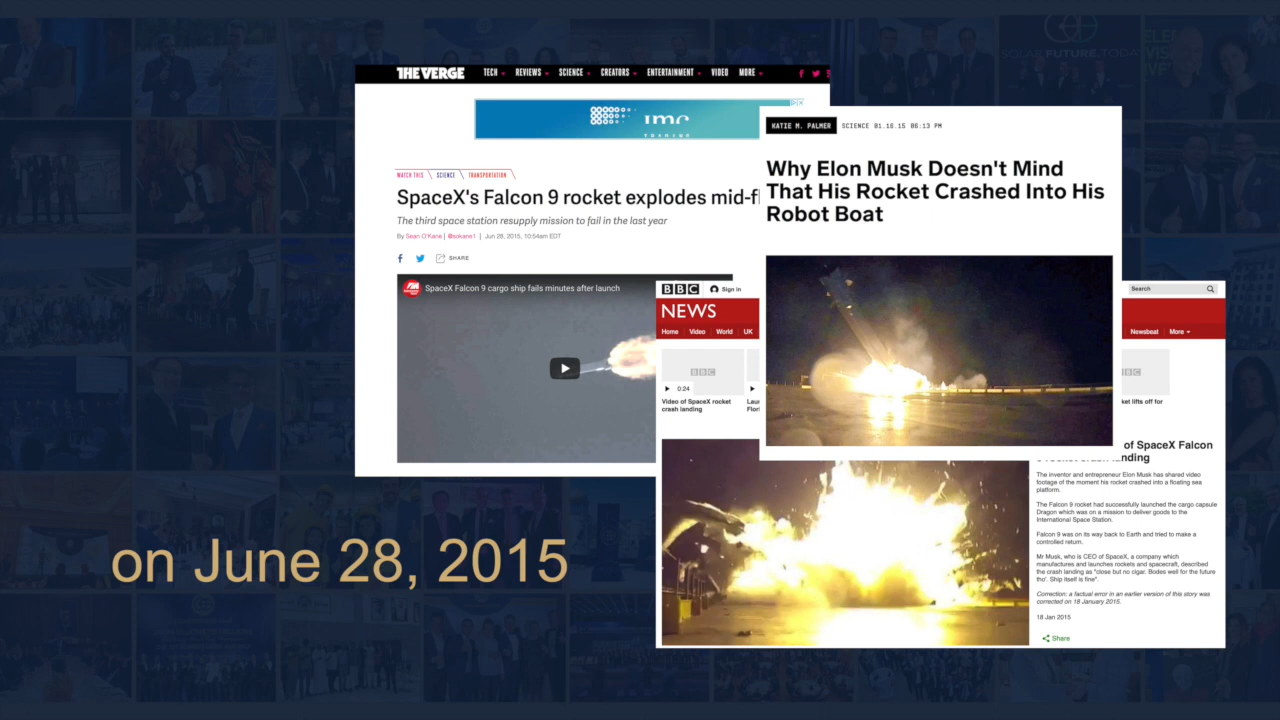 THE VERGE
TECH REVIEWS SCIENCE CREATORS ENTERTAINMENT VIDEO MORE
imc
TRADING
WATCH THIS SCIENCE TRANSPORTATION
SpaceX's Falcon 9 rocket explodes mid-fl
The third space station resupply mission to fail in the last year
By Sean O'Kane | @sokane1 | Jun 28, 2015, 10:54am EDT
SHARE
SpaceX Falcon 9 cargo ship fails minutes after launch
KATIE M. PALMER SCIENCE 01.16.15 06:13 PM
Why Elon Musk Doesn't Mind
That His Rocket Crashed Into His
Robot Boat
BBC Sign in
Search
NEWS
Home Video World UK
Newsbeat More
BBC
BBC
0:24
Video of SpaceX rocket
crash landing
Flori
ket lifts off for
of SpaceX Falcon
nding
The inventor and entrepreneur Elon Musk has shared video
footage of the moment his rocket crashed into a floating sea
platform.
The Falcon 9 rocket had successfully launched the cargo capsule
Dragon which was on a mission to deliver goods to the
International Space Station.
Falcon 9 was on its way back to Earth and tried to make a
controlled return.
Mr Musk, who is CEO of SpaceX, a company which
manufactures and launches rockets and spacecraft, described
the crash landing as "close but no cigar. Bodes well for the future
tho'. Ship itself is fine".
Correction: a factual error in an earlier version of this story was
corrected on 18 January 2015.
18 Jan 2015
Share
on June 28, 2015
SOLAR FUTURE.TODAY